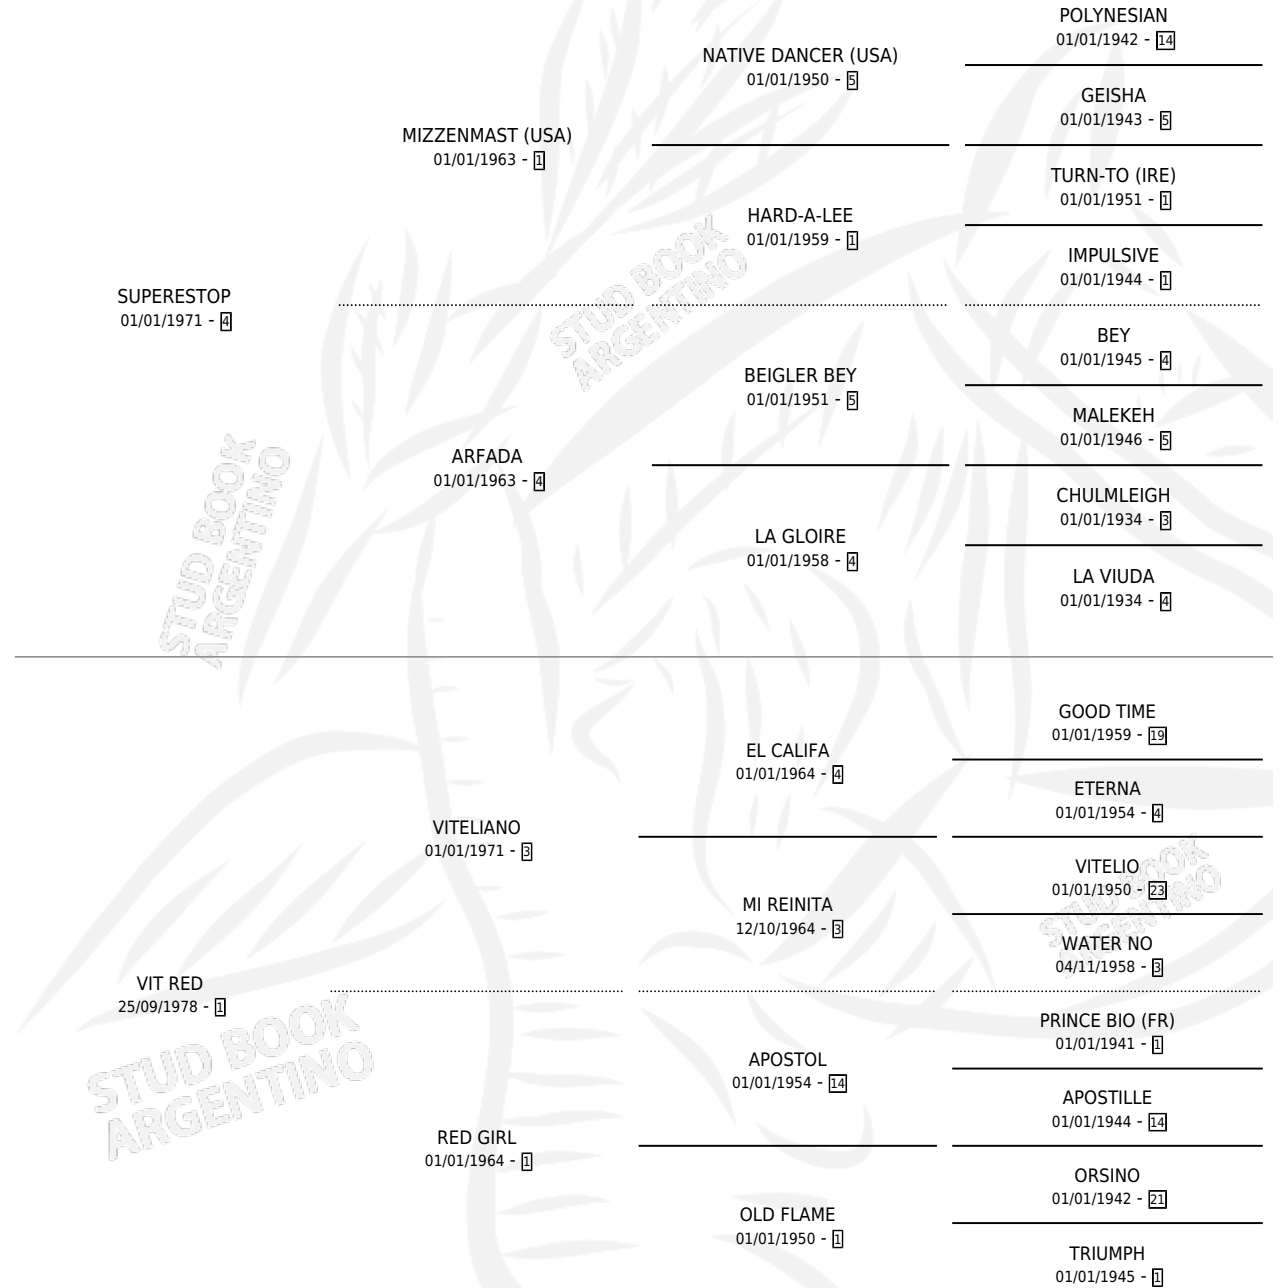 POLYNESIAN
01/01/1942 - 14
NATIVE DANCER (USA)
01/01/1950 - 5
GEISHA
01/01/1943 - 5
MIZZENMAST (USA)
01/01/1963 - 1
TURN-TO (IRE)
01/01/1951 - 1
HARD-A-LEE
01/01/1959 - 1
IMPULSIVE
01/01/1944 - 1
SUPERESTOP
01/01/1971 - 4
BEY
01/01/1945 - 4
BEIGLER BEY
01/01/1951 - 5
MALEKEH
01/01/1946 - 5
ARFADA
01/01/1963 - 4
CHULMLEIGH
01/01/1934 - 3
LA GLOIRE
01/01/1958 - 4
LA VIUDA
01/01/1934 - 4
GOOD TIME
01/01/1959 - 19
EL CALIFA
01/01/1964 - 4
ETERNA
01/01/1954 - 4
VITELIANO
01/01/1971 - 3
VITELIO
01/01/1950 - 23
MI REINITA
12/10/1964 - 3
WATER NO
04/11/1958 - 3
VIT RED
25/09/1978 - 1
PRINCE BIO (FR)
01/01/1941 - 1
APOSTOL
01/01/1954 - 14
APOSTILLE
01/01/1944 - 14
RED GIRL
01/01/1964 - 1
ORSINO
01/01/1942 - 21
OLD FLAME
01/01/1950 - 1
TRIUMPH
01/01/1945 - 1
STUD BOOK
ARGENTINO
STUD BOOK
ARGENTINO
STUD BOOK
ARGENTINO
STUD BOOK
ARGENTINO